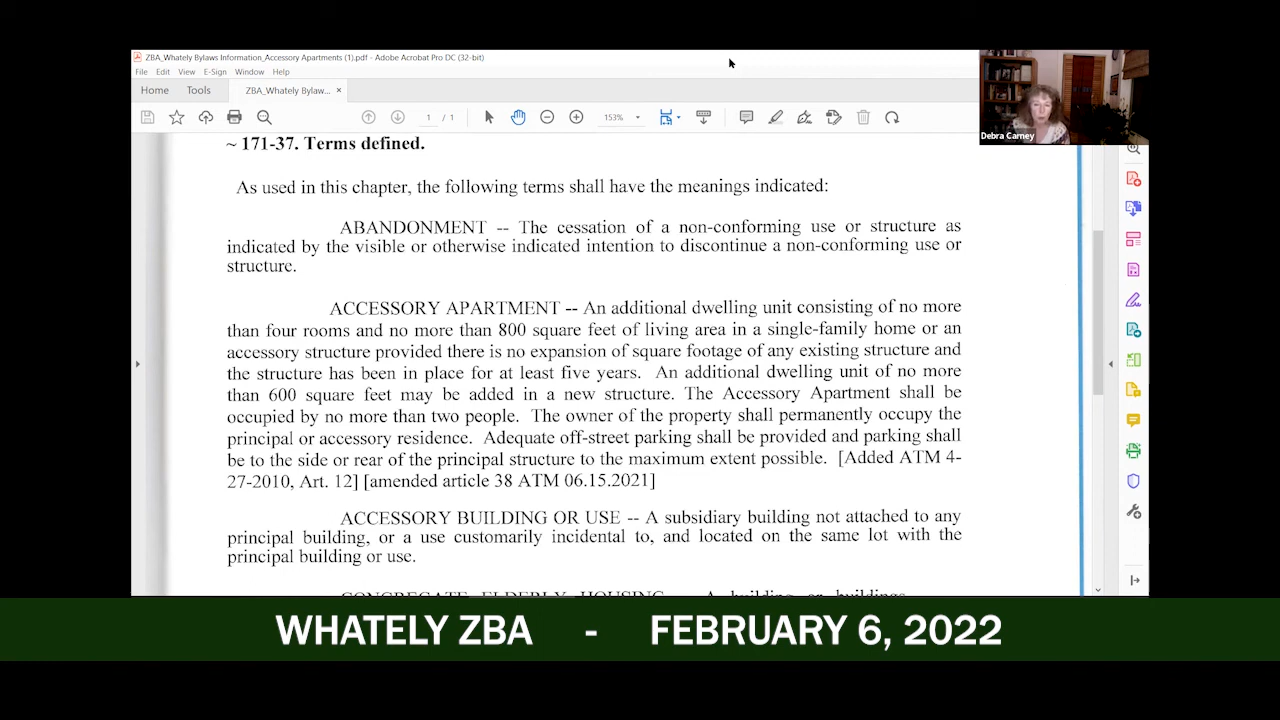 ZBA_Whately Bylaws Information_Accessory Apartments (1).pdf - Adobe Acrobat Pro DC (32-bit)
File Edit View E-Sign Window Help
Home Tools ZBA_Whately Bylaw... ×
1 / 1 153%
Debra Carney
~ 171-37. Terms defined.
As used in this chapter, the following terms shall have the meanings indicated:
ABANDONMENT -- The cessation of a non-conforming use or structure as
indicated by the visible or otherwise indicated intention to discontinue a non-conforming use or
structure.
ACCESSORY APARTMENT -- An additional dwelling unit consisting of no more
than four rooms and no more than 800 square feet of living area in a single-family home or an
accessory structure provided there is no expansion of square footage of any existing structure and
the structure has been in place for at least five years. An additional dwelling unit of no more
than 600 square feet may be added in a new structure. The Accessory Apartment shall be
occupied by no more than two people. The owner of the property shall permanently occupy the
principal or accessory residence. Adequate off-street parking shall be provided and parking shall
be to the side or rear of the principal structure to the maximum extent possible. [Added ATM 4-
27-2010, Art. 12] [amended article 38 ATM 06.15.2021]
ACCESSORY BUILDING OR USE -- A subsidiary building not attached to any
principal building, or a use customarily incidental to, and located on the same lot with the
principal building or use.
CONGREGATE ELDERLY HOUSING -- A building or buildings
WHATELY ZBA - FEBRUARY 6, 2022